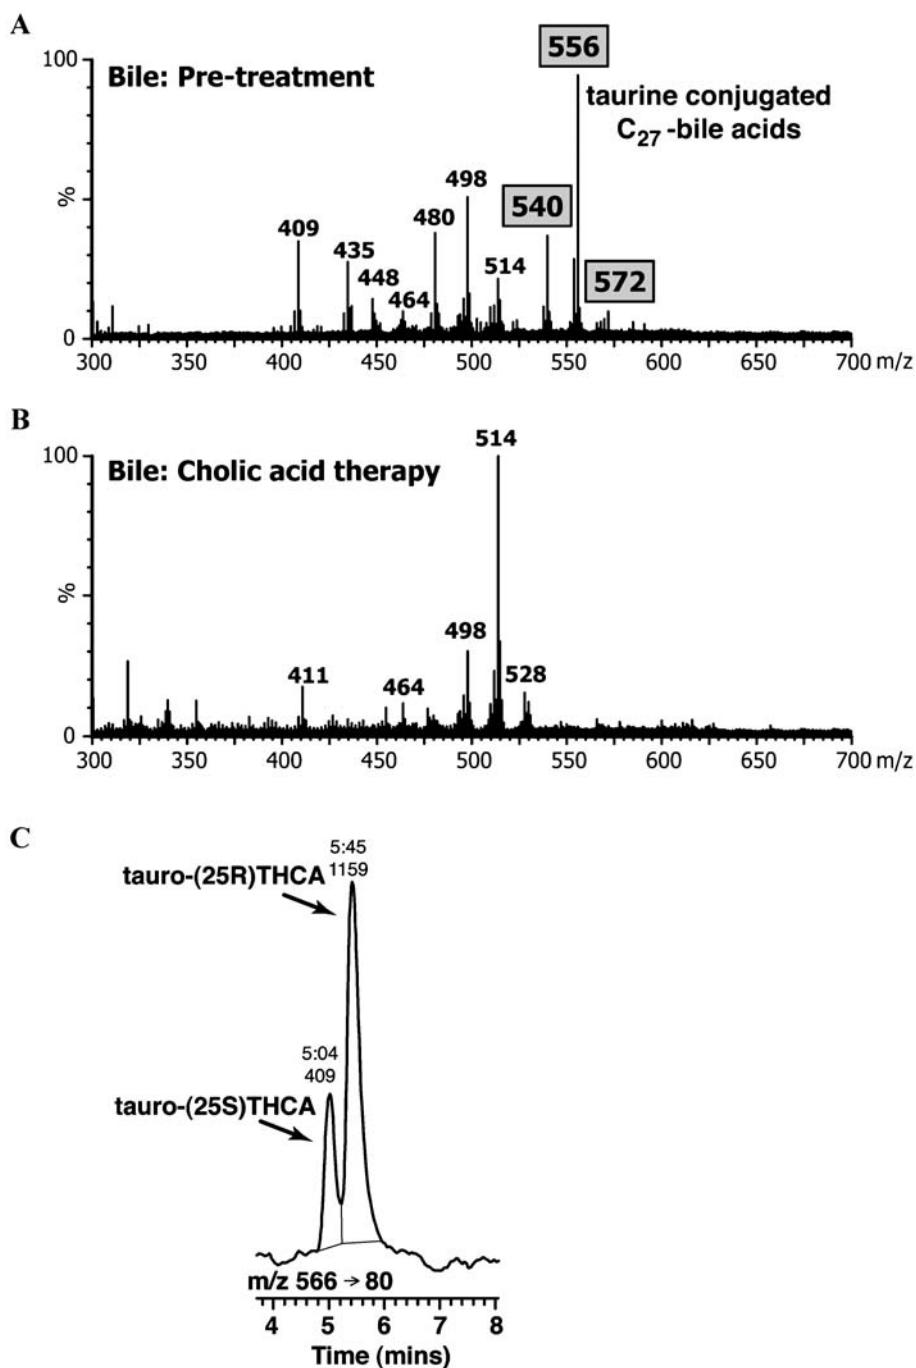 A
Bile: Pre-treatment
556
taurine conjugated
C27 -bile acids
100
%
0
409
435
448
464
480
498
514
540
572
300 350 400 450 500 550 600 650 700 m/z
B
Bile: Cholic acid therapy
514
100
%
0
411
464
498
528
300 350 400 450 500 550 600 650 700 m/z
C
5:45
1159
tauro-(25R)THCA
5:04
409
tauro-(25S)THCA
m/z 566 → 80
4 5 6 7 8
Time (mins)